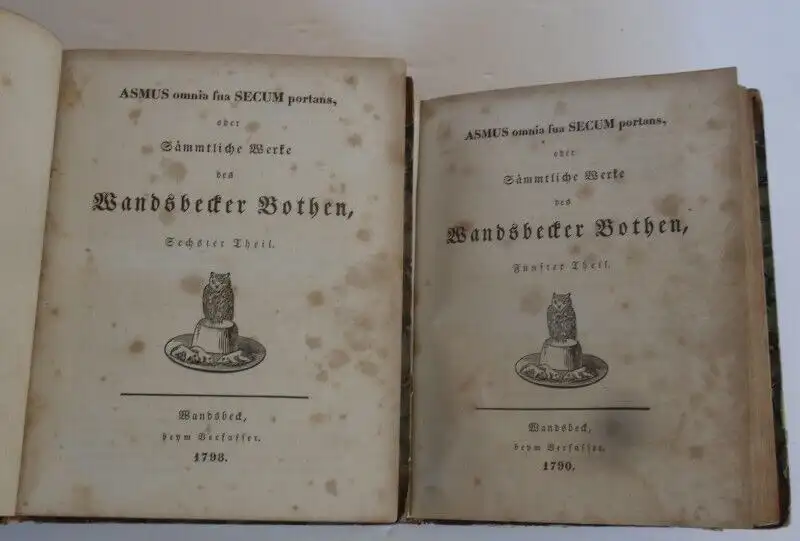 ASMUS omnia ſua SECUM portans,
oder
Sämmtliche Werke
des
Wandsbecker Bothen,
Sechster Theil.
Wandsbeck,
beym Verfasser.
1798.
ASMUS omnia ſua SECUM portans,
oder
Sämmtliche Werke
des
Wandsbecker Bothen,
Fünfter Theil.
Wandsbeck,
beym Verfasser.
1790.